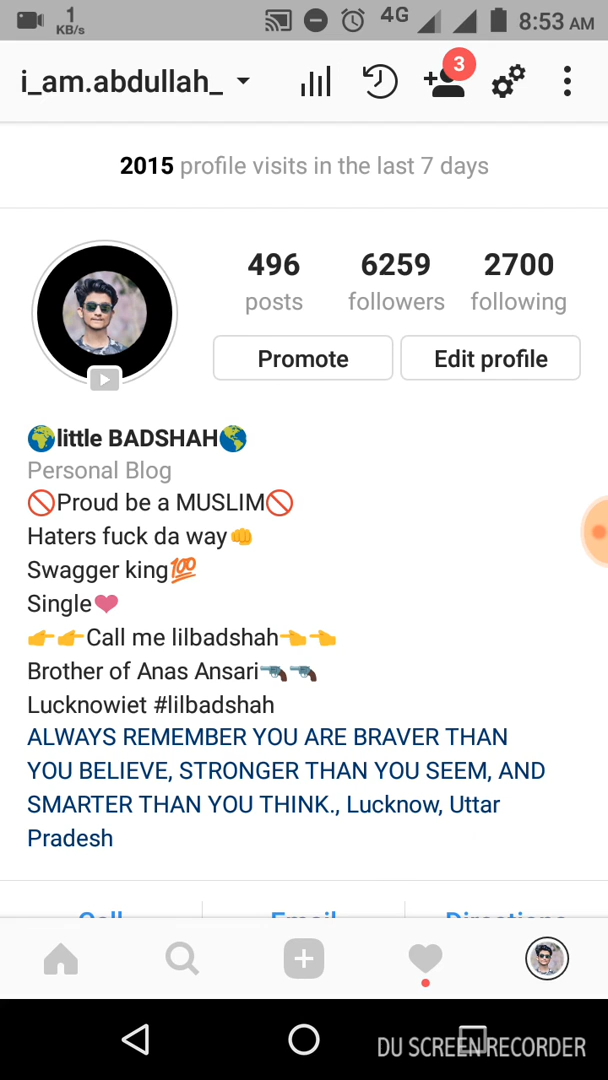 1
KB/s
4G
8:53 AM
i_am.abdullah_
3
2015 profile visits in the last 7 days
496 6259 2700
posts followers following
Promote Edit profile
🌍little BADSHAH🌎
Personal Blog
🚫Proud be a MUSLIM🚫
Haters fuck da way👊
Swagger king💯
Single❤
👉👉Call me lilbadshah👈👈
Brother of Anas Ansari🔫🔫
Lucknowiet #lilbadshah
ALWAYS REMEMBER YOU ARE BRAVER THAN
YOU BELIEVE, STRONGER THAN YOU SEEM, AND
SMARTER THAN YOU THINK., Lucknow, Uttar
Pradesh
Call Email Directions
DU SCREEN RECORDER